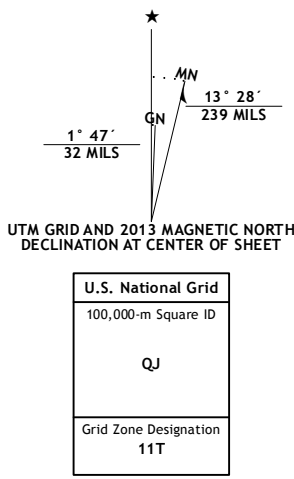 ★
MN
GN
13° 28´
239 MILS
1° 47´
32 MILS
UTM GRID AND 2013 MAGNETIC NORTH
DECLINATION AT CENTER OF SHEET
U.S. National Grid
100,000-m Square ID
QJ
Grid Zone Designation
11T